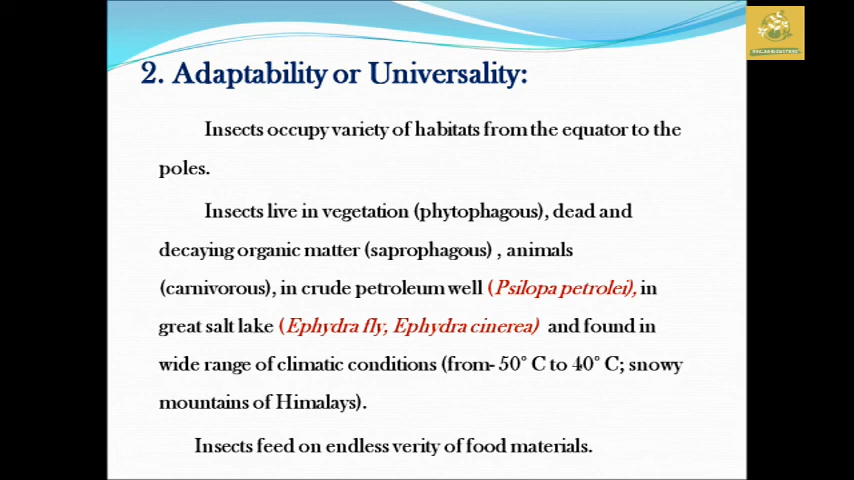 2. Adaptability or Universality:
Insects occupy variety of habitats from the equator to the
poles.
Insects live in vegetation (phytophagous), dead and
decaying organic matter (saprophagous) , animals
(carnivorous), in crude petroleum well (Psilopa petrolei), in
great salt lake (Ephydra fly, Ephydra cinerea) and found in
wide range of climatic conditions (from- 50° C to 40° C; snowy
mountains of Himalays).
Insects feed on endless verity of food materials.